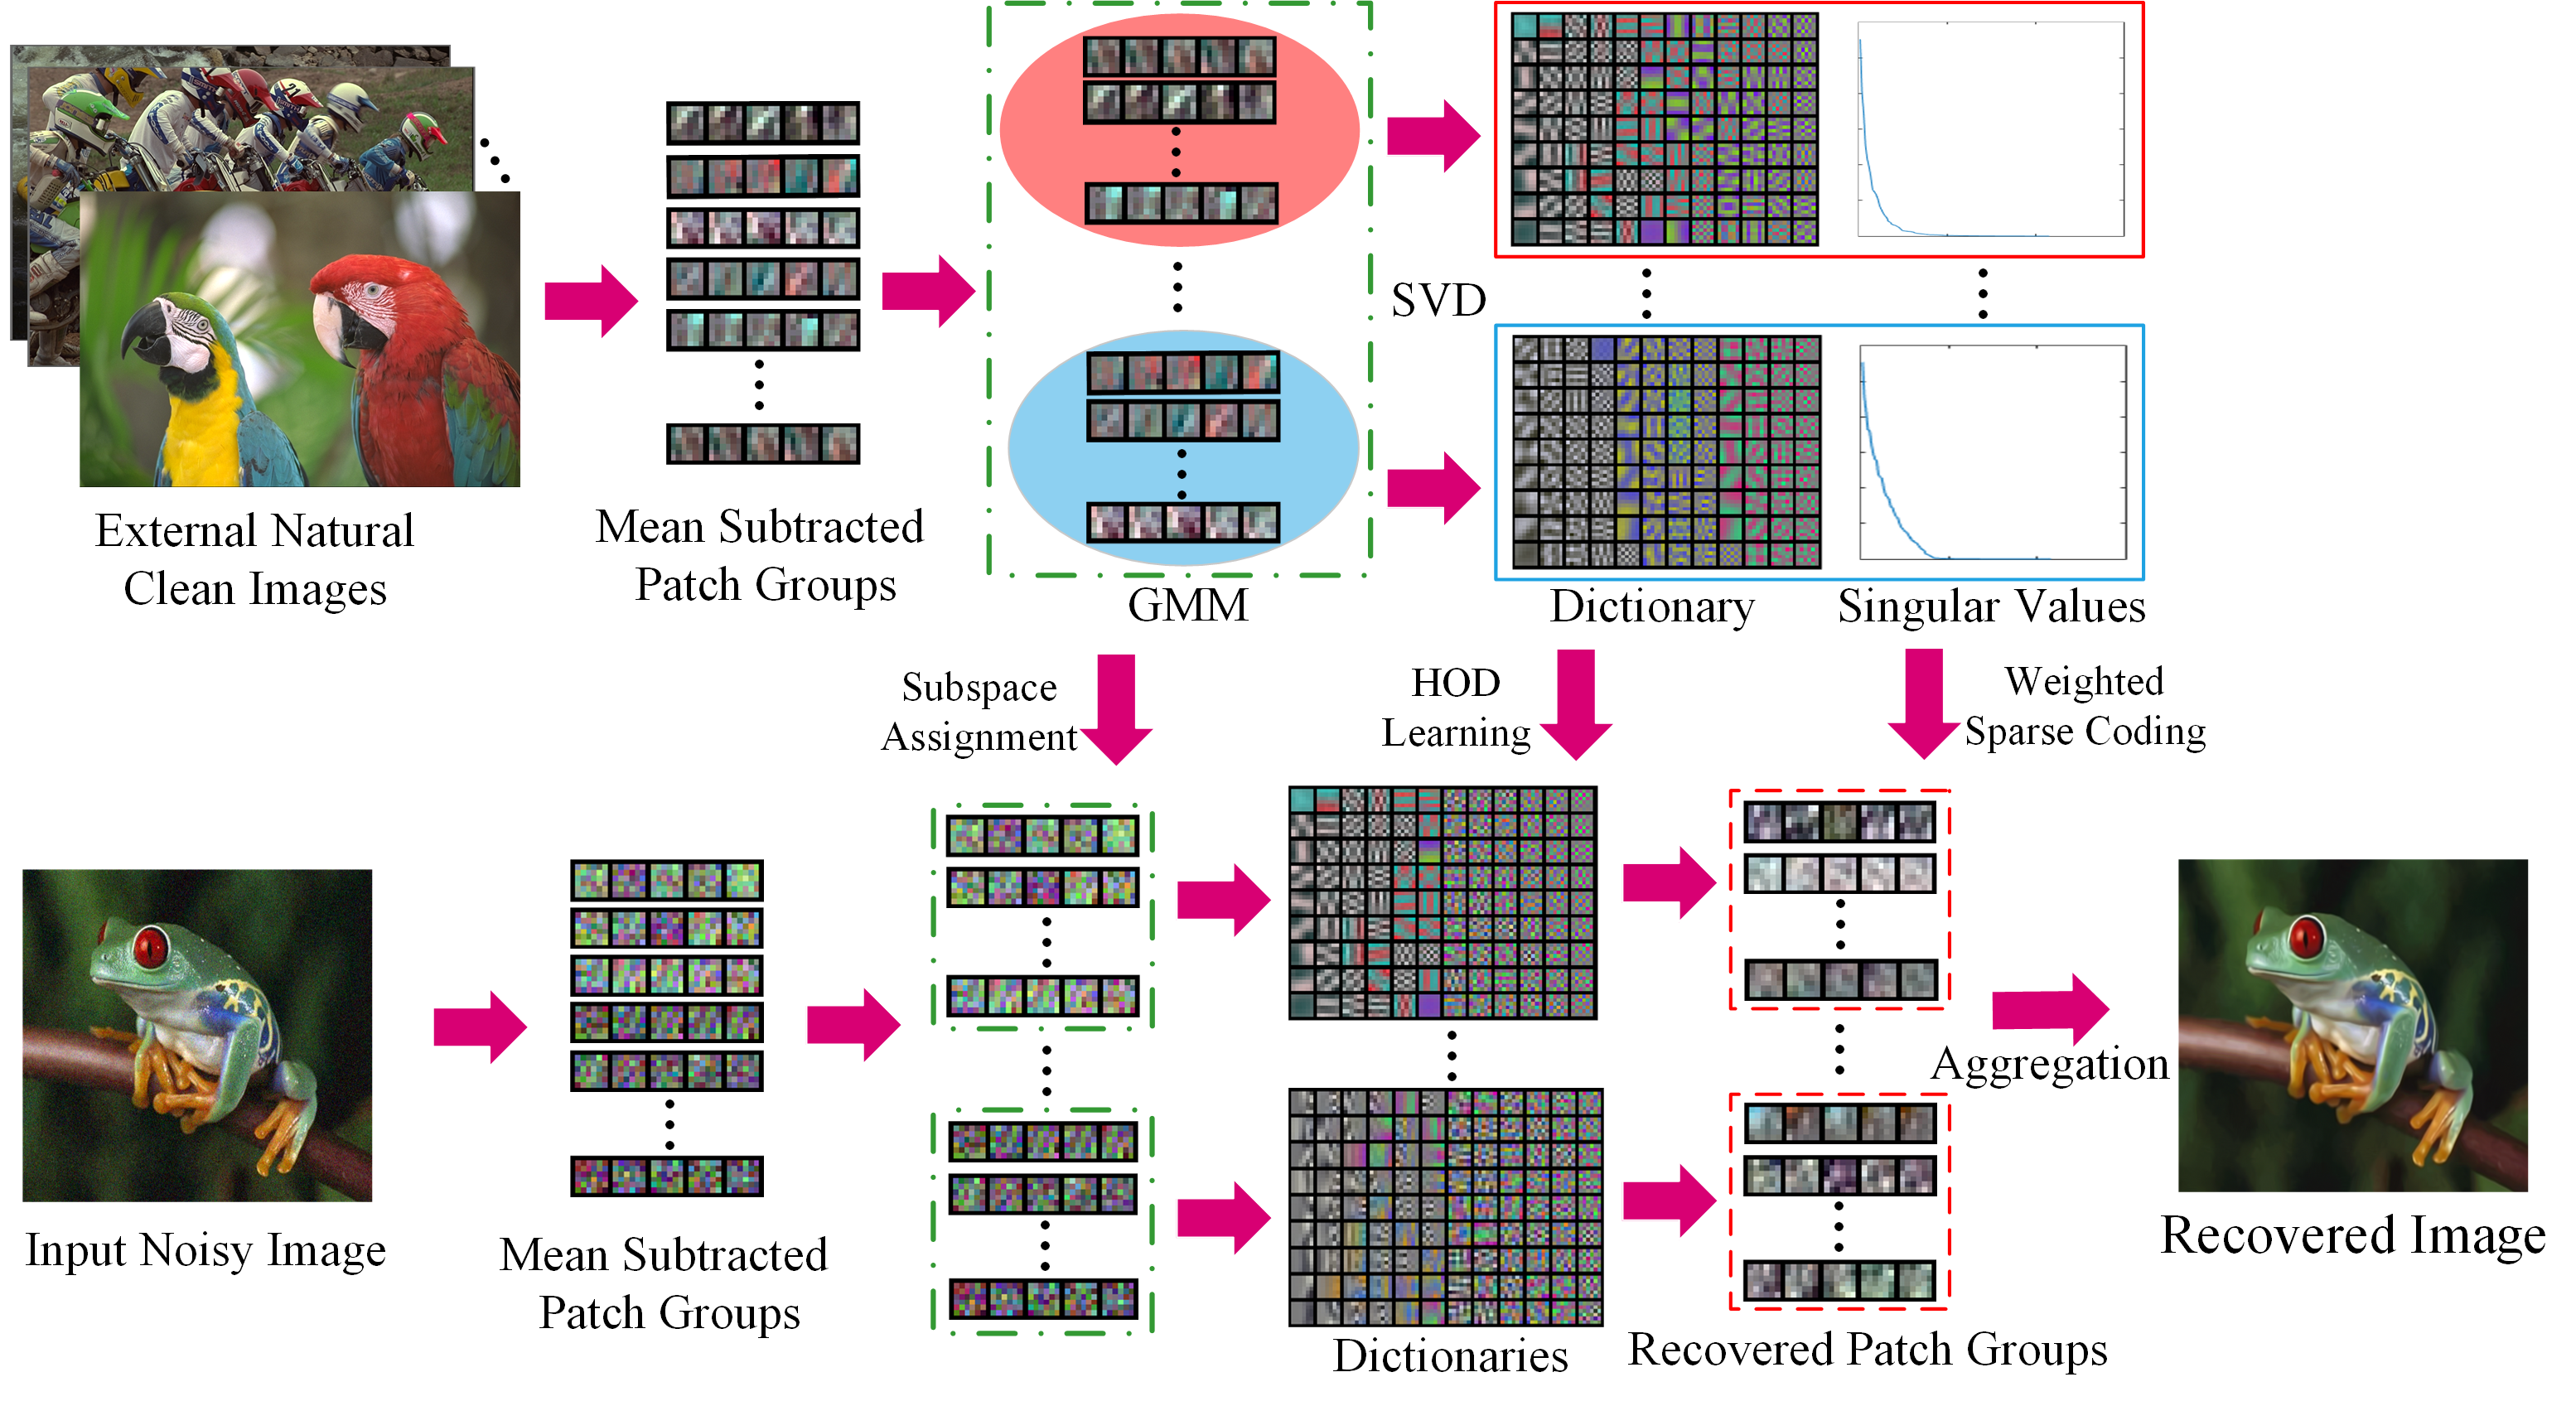 External Natural
Clean Images
Mean Subtracted
Patch Groups
GMM
SVD
Dictionary
Singular Values
Subspace
Assignment
HOD
Learning
Weighted
Sparse Coding
Input Noisy Image
Mean Subtracted
Patch Groups
Dictionaries
Recovered Patch Groups
Aggregation
Recovered Image